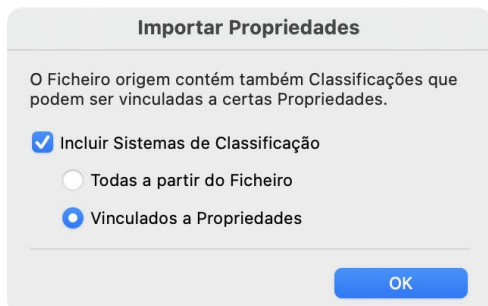 Importar Propriedades
O Ficheiro origem contém também Classificações que
podem ser vinculadas a certas Propriedades.
Incluir Sistemas de Classificação
Todas a partir do Ficheiro
Vinculados a Propriedades
OK